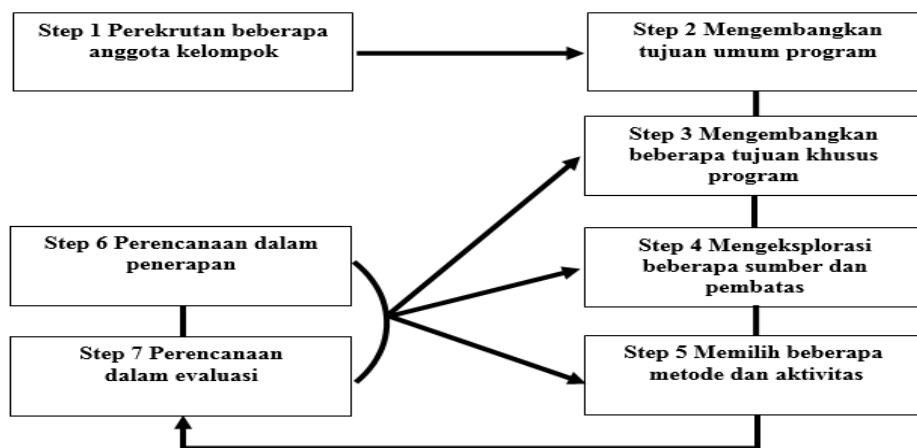 Step 1 Perekrutan beberapa
anggota kelompok
Step 2 Mengembangkan
tujuan umum program
Step 3 Mengembangkan
beberapa tujuan khusus
program
Step 4 Mengeksplorasi
beberapa sumber dan
pembatas
Step 5 Memilih beberapa
metode dan aktivitas
Step 6 Perencanaan dalam
penerapan
Step 7 Perencanaan
dalam evaluasi